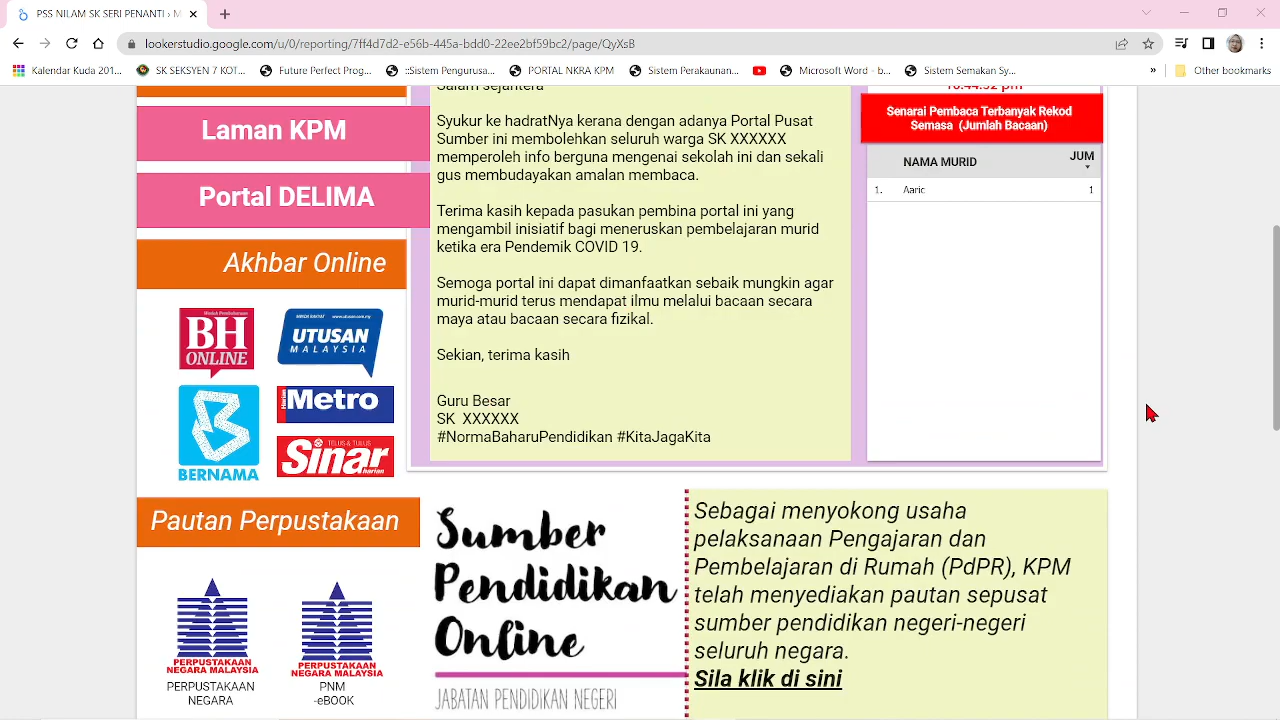 PSS NILAM SK SERI PENANTI › M
lookerstudio.google.com/u/0/reporting/7ff4d7d2-e56b-445a-bd40-22ee2bf59bc2/page/QyXsB
Kalendar Kuda 201...
SK SEKSYEN 7 KOT...
Future Perfect Prog...
::Sistem Pengurusa...
PORTAL NKRA KPM
Sistem Perakaunan...
Microsoft Word - b...
Sistem Semakan Sy...
»
Other bookmarks
Laman KPM
Portal DELIMA
Akhbar Online
BH
ONLINE
UTUSAN
MALAYSIA
BERNAMA
Harian
Metro
TELUS & TULUS
Sinar
harian
Pautan Perpustakaan
PERPUSTAKAAN
NEGARA MALAYSIA
PERPUSTAKAAN
NEGARA
PERPUSTAKAAN
NEGARA MALAYSIA
PNM
-eBOOK
Salam sejahtera
Syukur ke hadratNya kerana dengan adanya Portal Pusat
Sumber ini membolehkan seluruh warga SK XXXXXX
memperoleh info berguna mengenai sekolah ini dan sekali
gus membudayakan amalan membaca.
Terima kasih kepada pasukan pembina portal ini yang
mengambil inisiatif bagi meneruskan pembelajaran murid
ketika era Pendemik COVID 19.
Semoga portal ini dapat dimanfaatkan sebaik mungkin agar
murid-murid terus mendapat ilmu melalui bacaan secara
maya atau bacaan secara fizikal.
Sekian, terima kasih
Guru Besar
SK XXXXXX
#NormaBaharuPendidikan #KitaJagaKita
Senarai Pembaca Terbanyak Rekod
Semasa (Jumlah Bacaan)
NAMA MURID JUM
1. Aaric 1
Sumber
Pendidikan
Online
JABATAN PENDIDIKAN NEGERI
Sebagai menyokong usaha
pelaksanaan Pengajaran dan
Pembelajaran di Rumah (PdPR), KPM
telah menyediakan pautan sepusat
sumber pendidikan negeri-negeri
seluruh negara.
Sila klik di sini